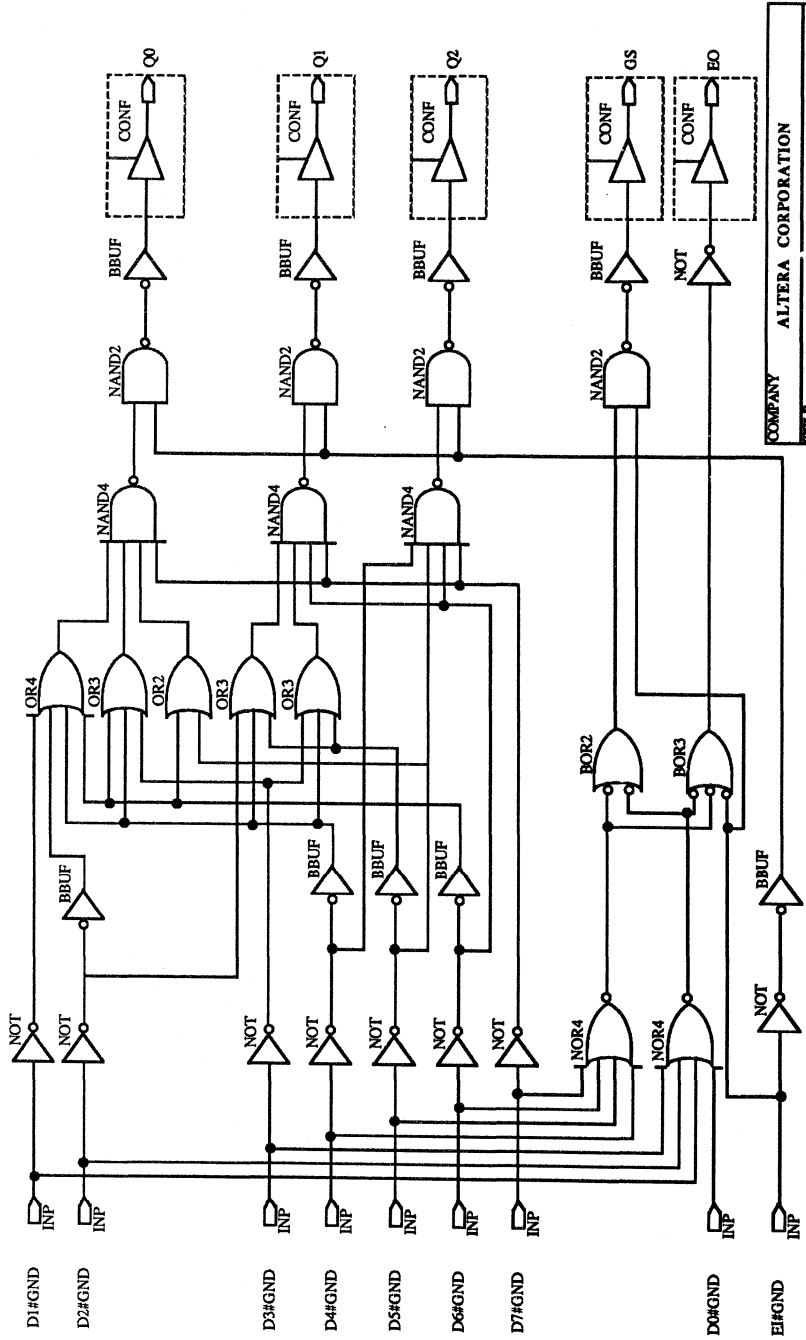 D1#GND
INP
NOT
OR4
D2#GND
INP
NOT
BBUF
OR3
NAND4
NAND2
BBUF
CONF
Q0
OR2
OR3
D3#GND
INP
NOT
OR3
NAND4
NAND2
BBUF
CONF
Q1
D4#GND
INP
NOT
BBUF
D5#GND
INP
NOT
BBUF
NAND4
NAND2
BBUF
CONF
Q2
D6#GND
INP
NOT
BBUF
D7#GND
INP
NOT
NOR4
BOR2
NAND2
BBUF
CONF
GS
NOR4
BOR3
NOT
CONF
EO
D0#GND
INP
EI#GND
INP
NOT
BBUF
COMPANY
ALTERA CORPORATION